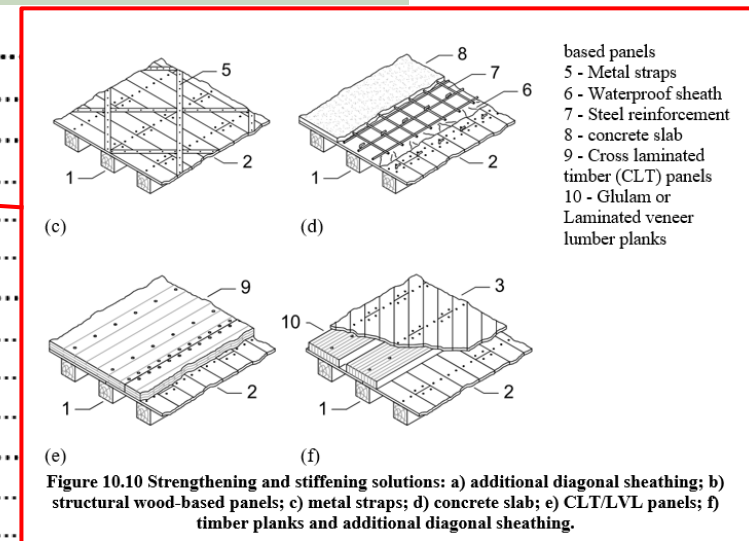 8
7
6
5
2
1
2
1
(c)
(d)
based panels
5 - Metal straps
6 - Waterproof sheath
7 - Steel reinforcement
8 - concrete slab
9 - Cross laminated
timber (CLT) panels
10 - Glulam or
Laminated veneer
lumber planks
9
3
10
2
1
2
1
(e)
(f)
Figure 10.10 Strengthening and stiffening solutions: a) additional diagonal sheathing; b)
structural wood-based panels; c) metal straps; d) concrete slab; e) CLT/LVL panels; f)
timber planks and additional diagonal sheathing.